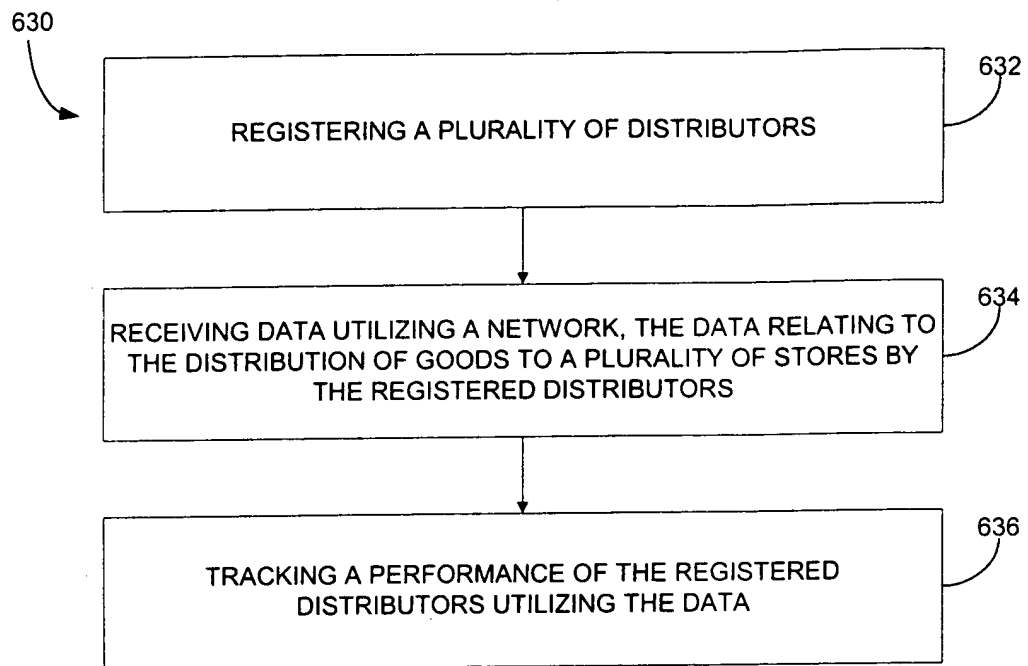 630
632
REGISTERING A PLURALITY OF DISTRIBUTORS
634
RECEIVING DATA UTILIZING A NETWORK, THE DATA RELATING TO
THE DISTRIBUTION OF GOODS TO A PLURALITY OF STORES BY
THE REGISTERED DISTRIBUTORS
636
TRACKING A PERFORMANCE OF THE REGISTERED
DISTRIBUTORS UTILIZING THE DATA